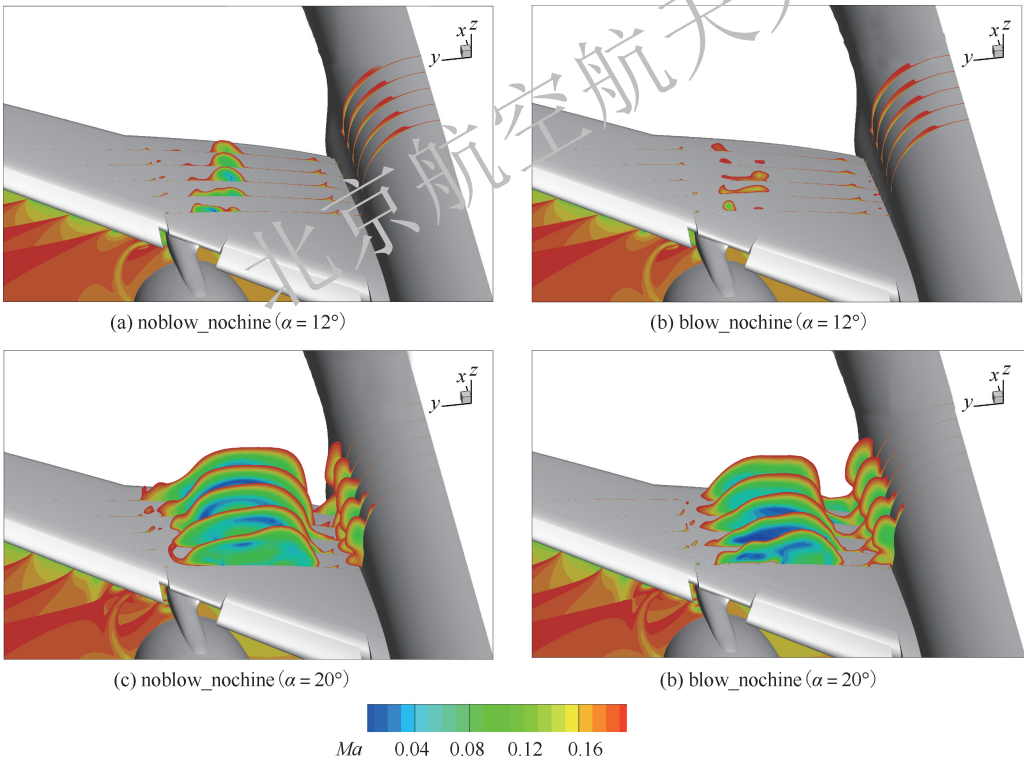 x z
y
x z
y
北京航空航天大
(a) noblow_nochine(α=12°)
(b) blow_nochine(α=12°)
x z
y
x z
y
(c) noblow_nochine(α=20°)
(b) blow_nochine(α=20°)
Ma 0.04 0.08 0.12 0.16